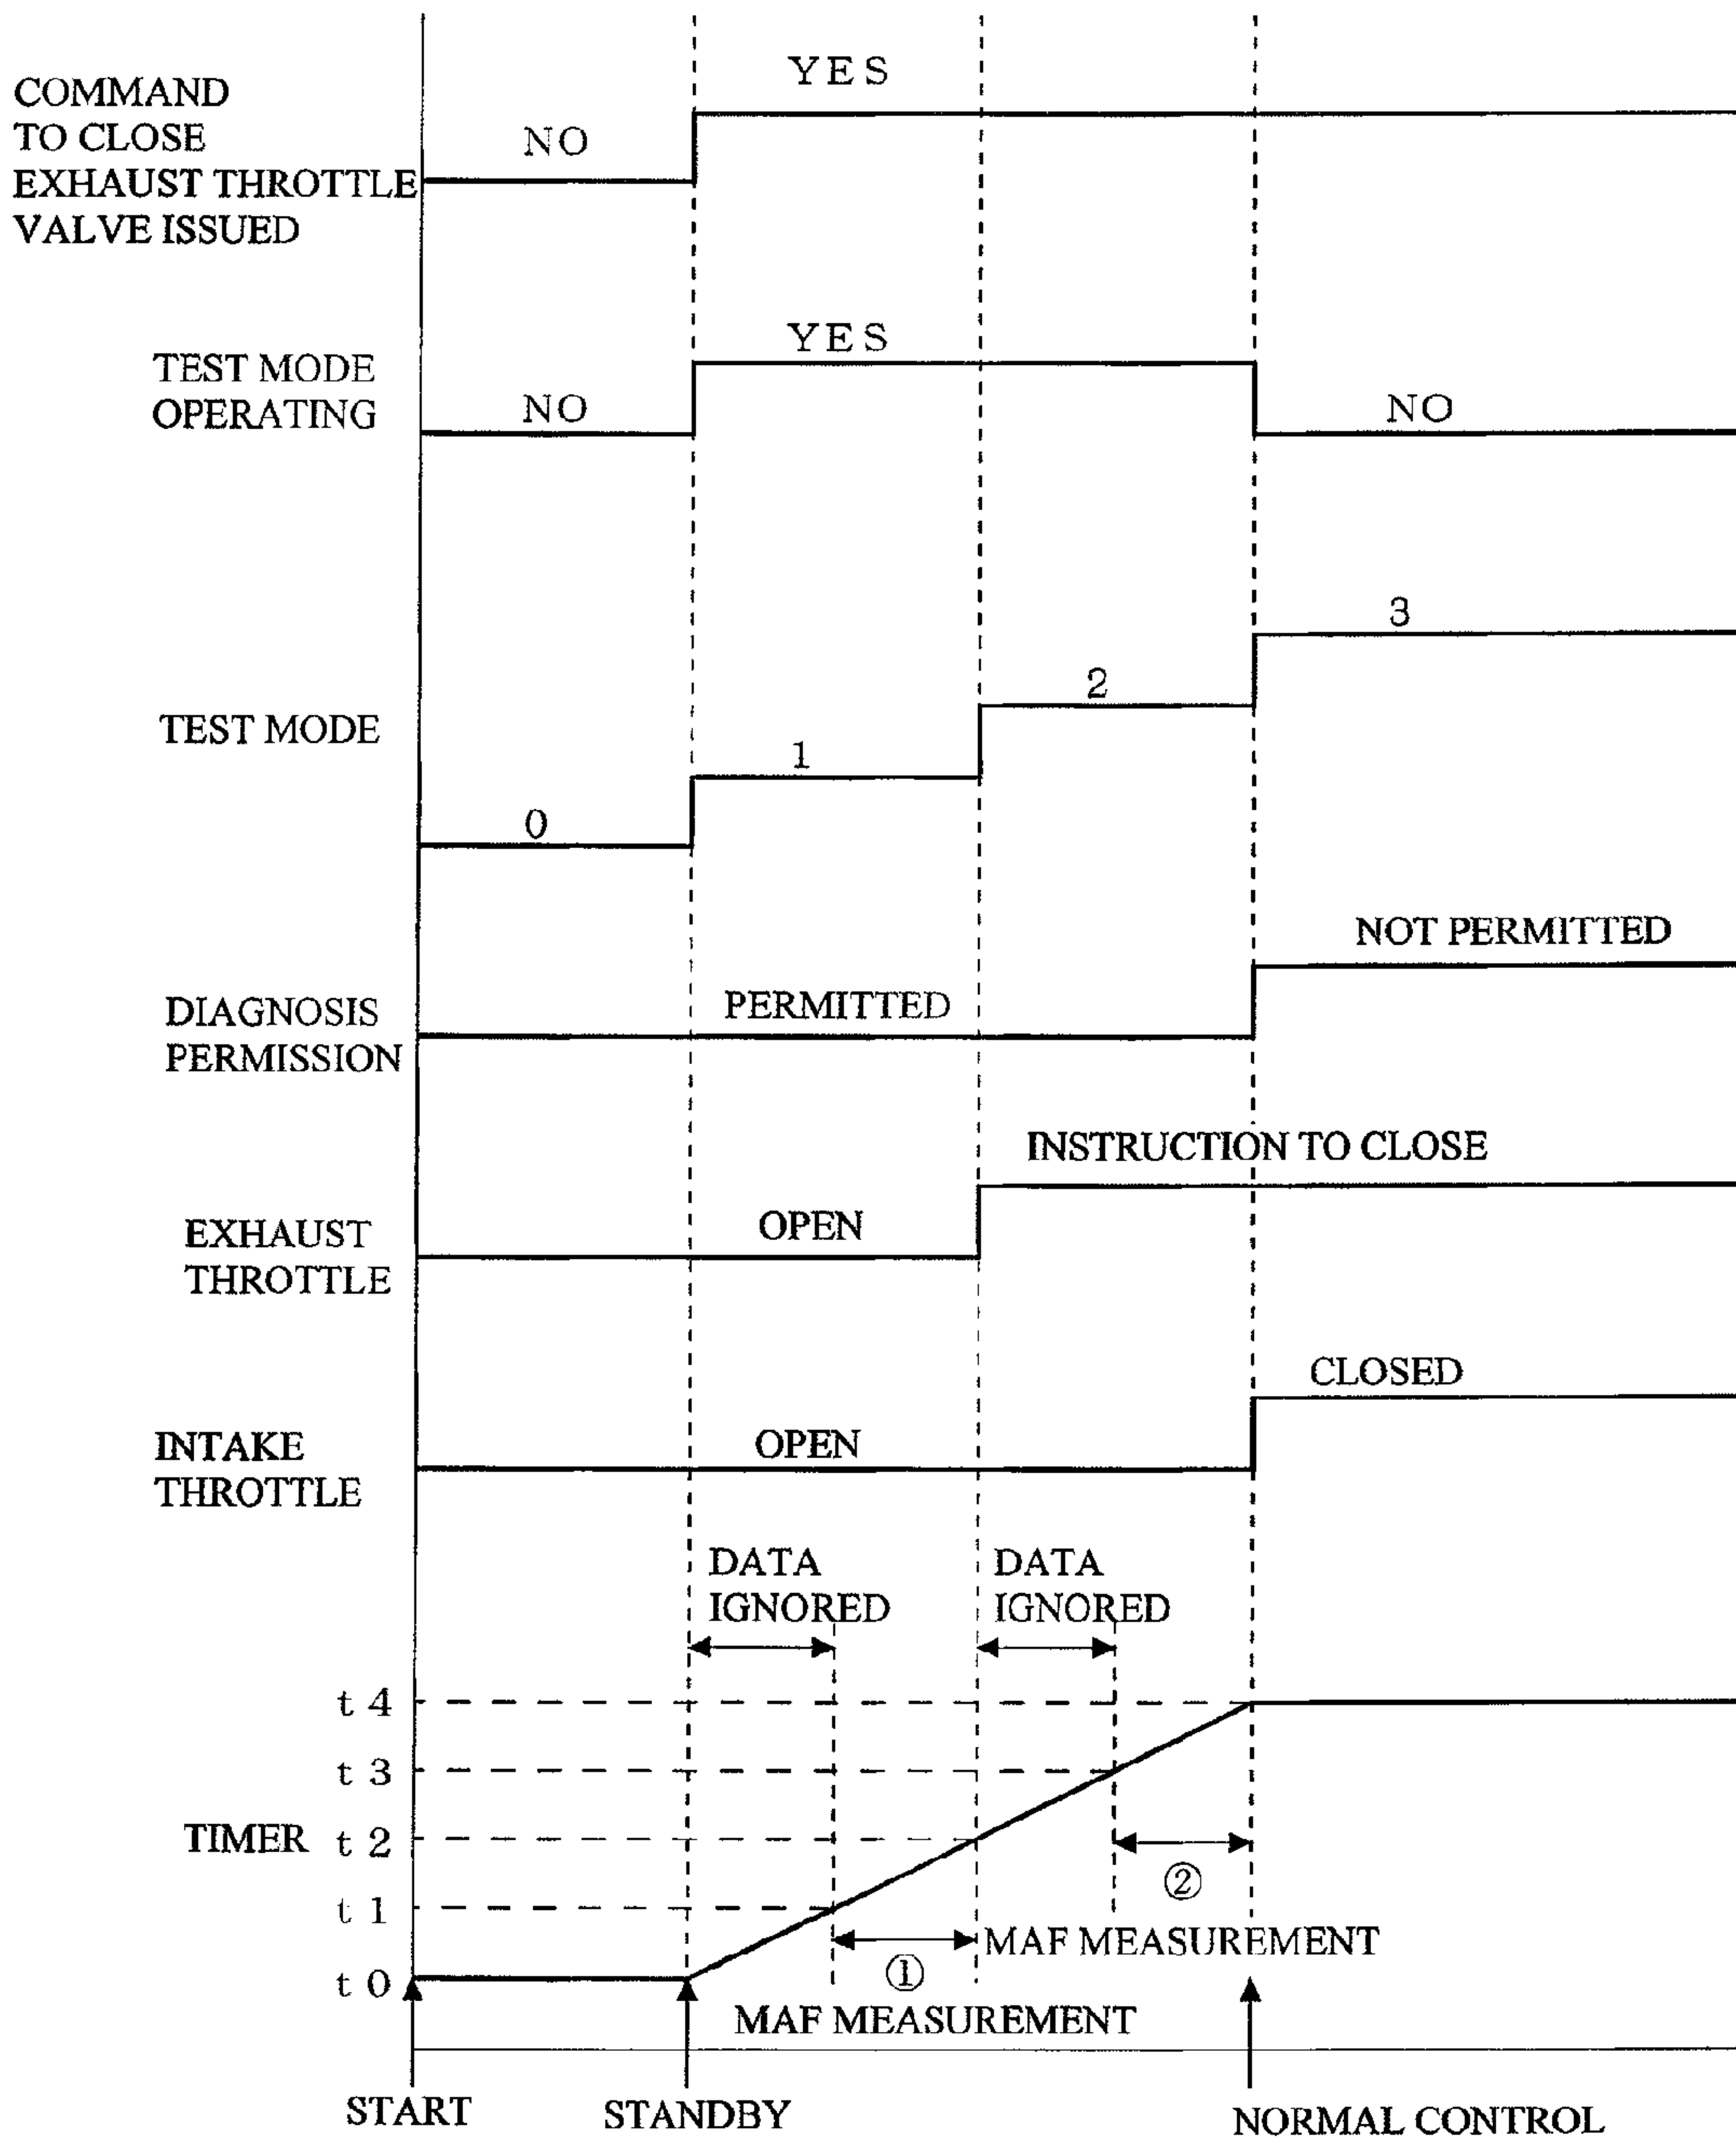 COMMAND
TO CLOSE
EXHAUST THROTTLE
VALVE ISSUED
NO
YES
TEST MODE
OPERATING
NO
YES
NO
TEST MODE
0
1
2
3
DIAGNOSIS
PERMISSION
PERMITTED
NOT PERMITTED
EXHAUST
THROTTLE
OPEN
INSTRUCTION TO CLOSE
INTAKE
THROTTLE
OPEN
CLOSED
DATA
IGNORED
DATA
IGNORED
TIMER
t 4
t 3
t 2
t 1
t 0
②
MAF MEASUREMENT
①
MAF MEASUREMENT
START
STANDBY
NORMAL CONTROL